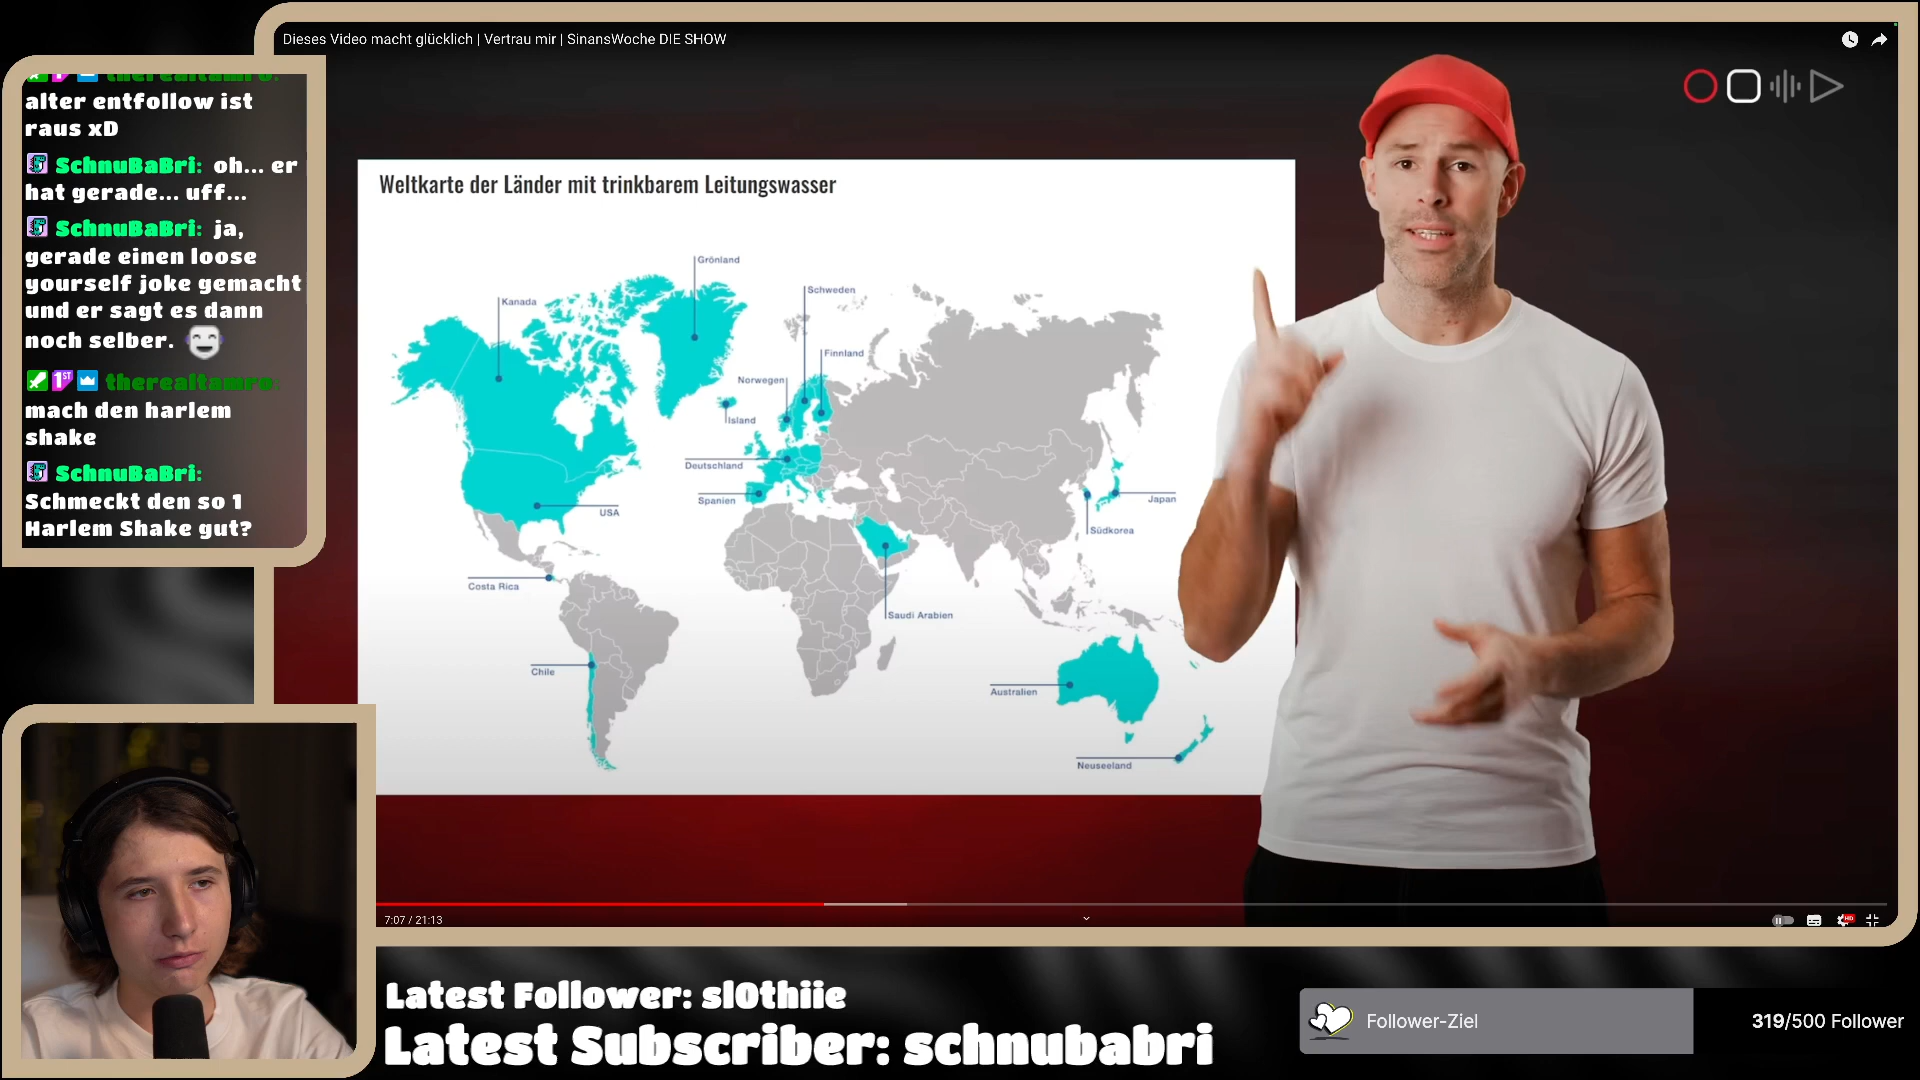 Dieses Video macht glücklich | Vertrau mir | SinansWoche DIE SHOW
therealtamro:
alter entfollow ist
raus xD
SchnuBaBri: oh... er
hat gerade... uff...
SchnuBaBri: ja,
gerade einen loose
yourself joke gemacht
und er sagt es dann
noch selber.
1ST therealtamro:
mach den harlem
shake
SchnuBaBri:
Schmeckt den so 1
Harlem Shake gut?
Weltkarte der Länder mit trinkbarem Leitungswasser
Grönland
Schweden
Kanada
Finnland
Norwegen
Island
Deutschland
Spanien
USA
Japan
Südkorea
Costa Rica
Saudi Arabien
Chile
Australien
Neuseeland
7:07 / 21:13
HD
Latest Follower: sl0thiie
Latest Subscriber: schnubabri
Follower-Ziel
319/500 Follower